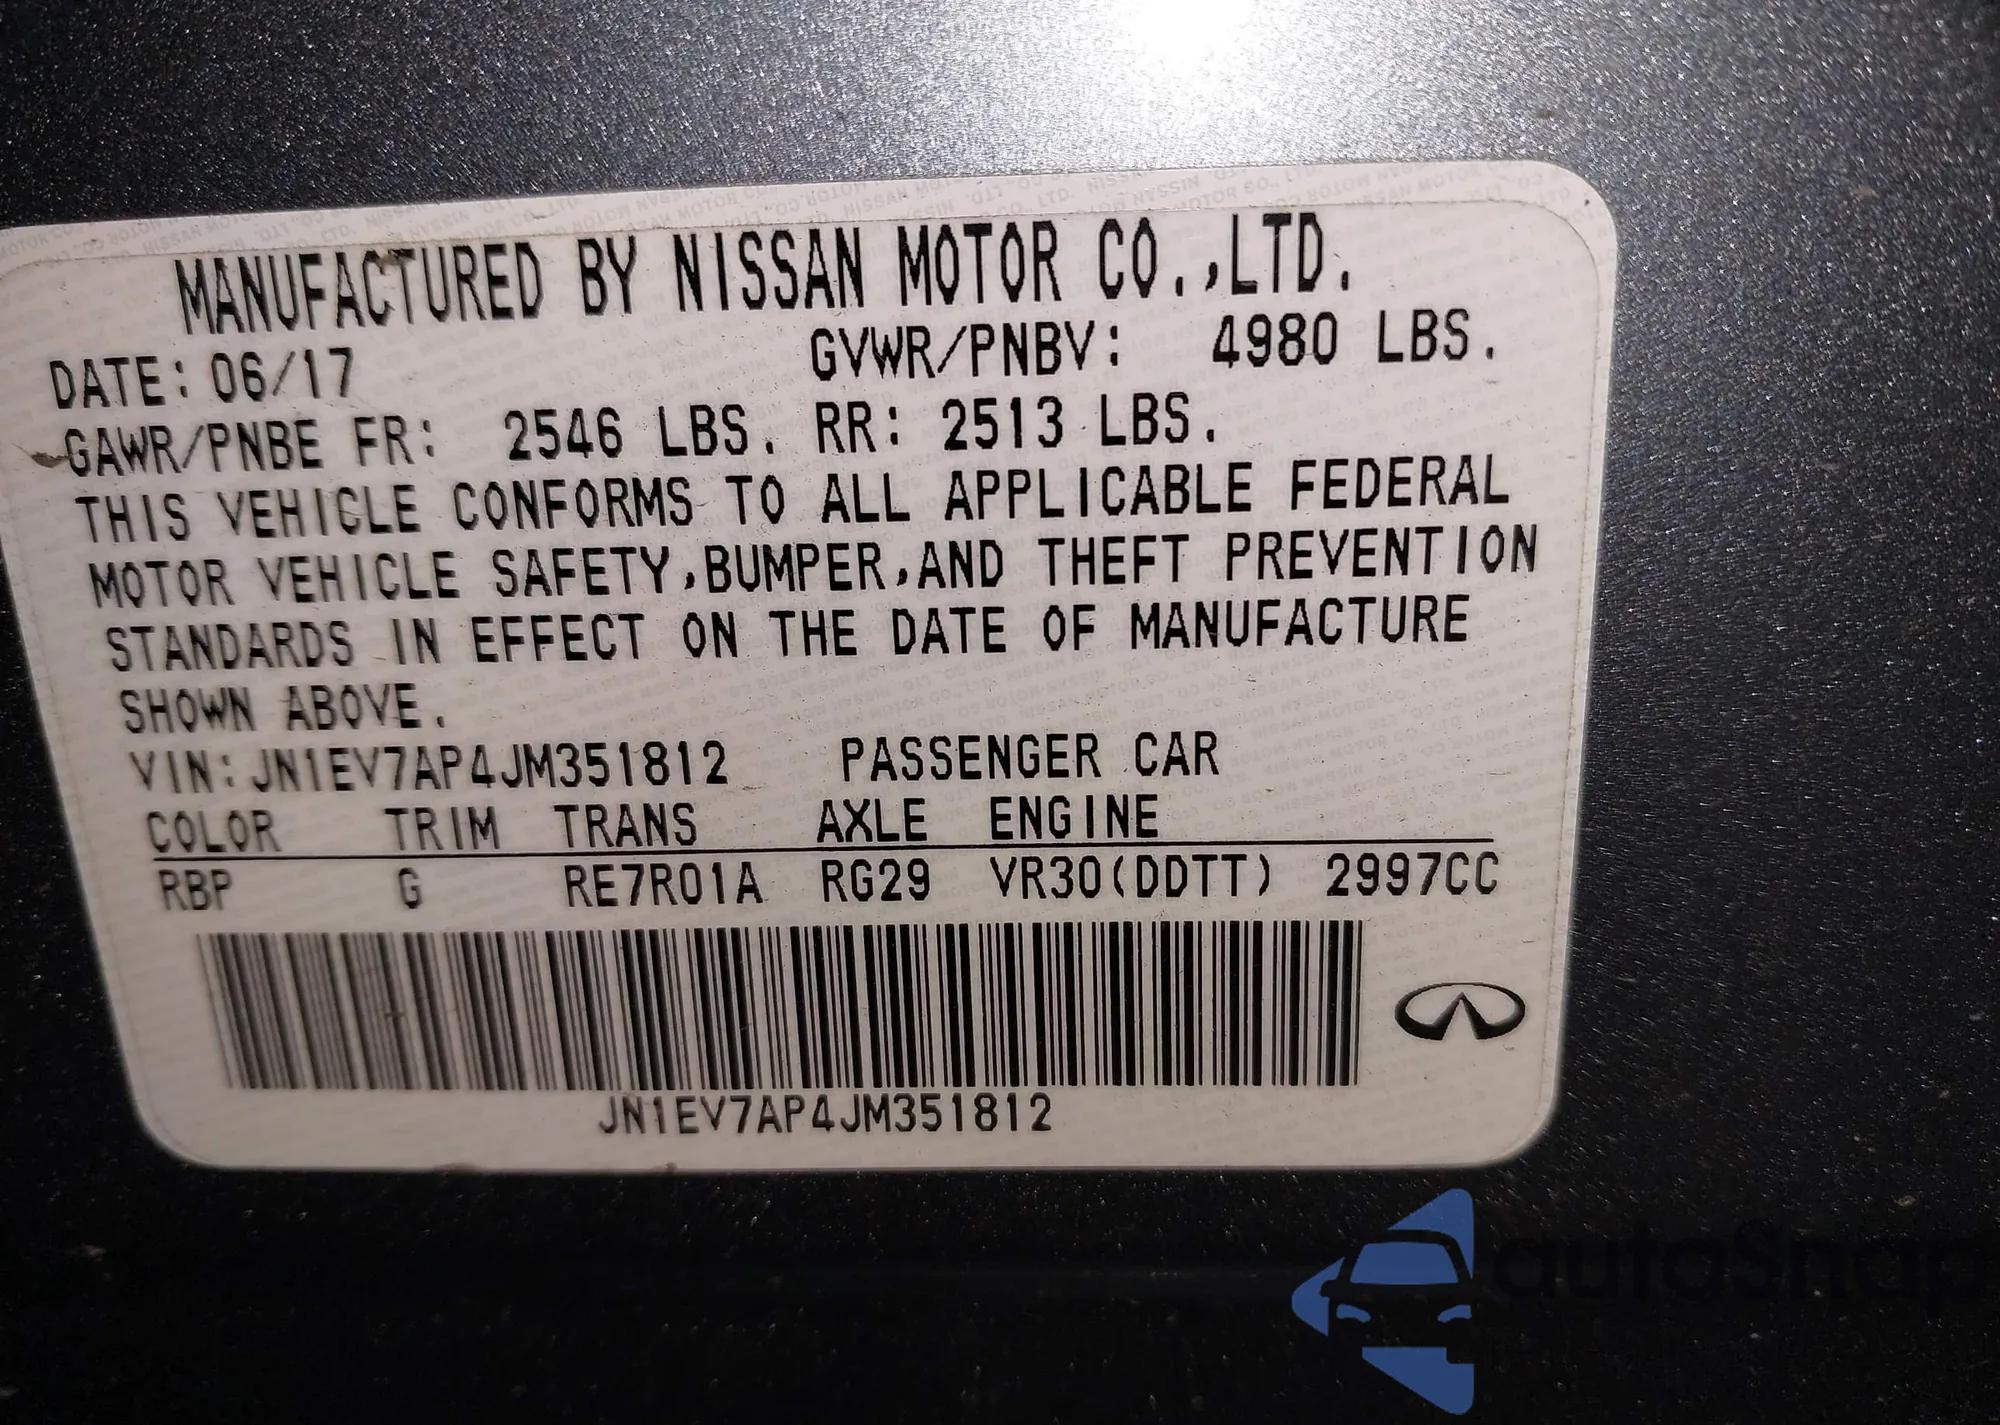 MANUFACTURED BY NISSAN MOTOR CO.,LTD.
DATE: 06/17 GVWR/PNBV: 4980 LBS.
GAWR/PNBE FR: 2546 LBS. RR: 2513 LBS.
THIS VEHICLE CONFORMS TO ALL APPLICABLE FEDERAL
MOTOR VEHICLE SAFETY,BUMPER,AND THEFT PREVENTION
STANDARDS IN EFFECT ON THE DATE OF MANUFACTURE
SHOWN ABOVE.
VIN:JN1EV7AP4JM351812 PASSENGER CAR
COLOR TRIM TRANS AXLE ENGINE
RBP G RE7R01A RG29 VR30(DDTT) 2997CC
JN1EV7AP4JM351812
autoSnap